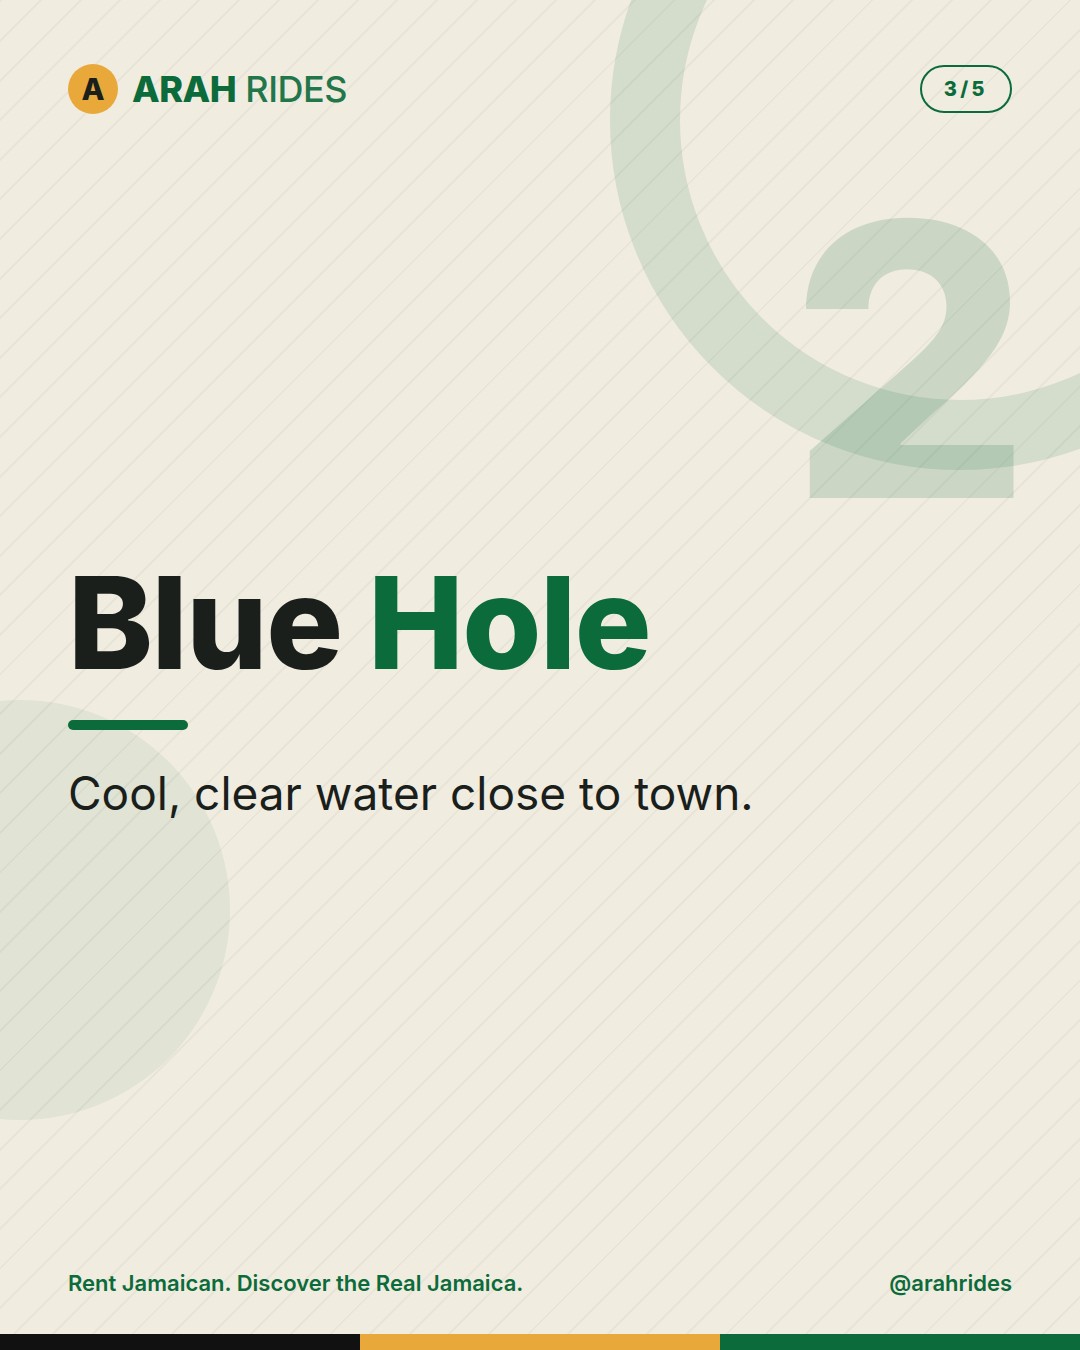 A ARAH RIDES
3/5
2
Blue Hole
Cool, clear water close to town.
Rent Jamaican. Discover the Real Jamaica.
@arahrides